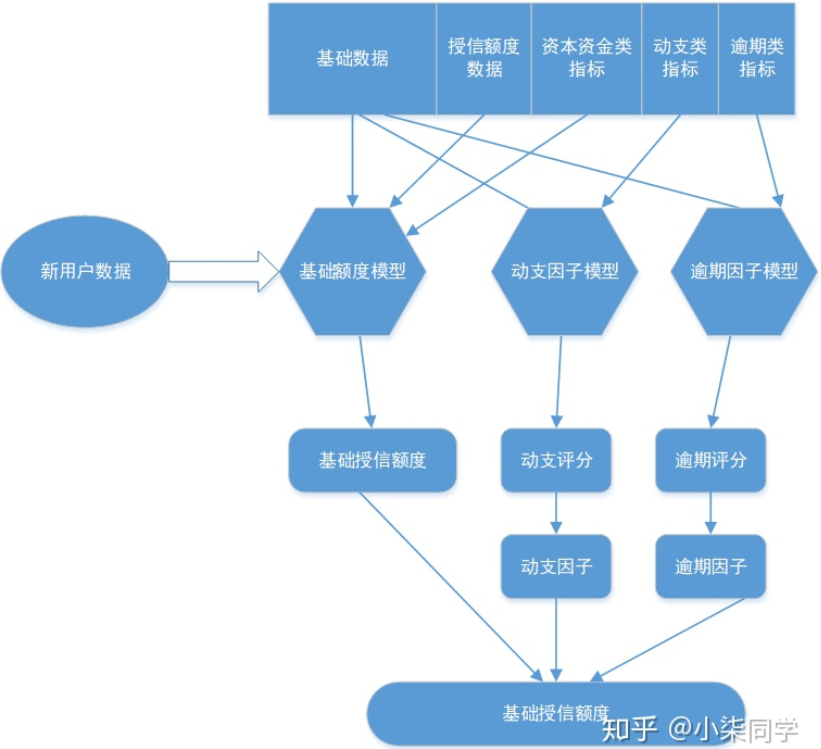 基础数据
授信额度
数据
资本资金类
指标
动支类
指标
逾期类
指标
新用户数据
基础额度模型
动支因子模型
逾期因子模型
基础授信额度
动支评分
逾期评分
动支因子
逾期因子
基础授信额度
知乎 @小柒同学